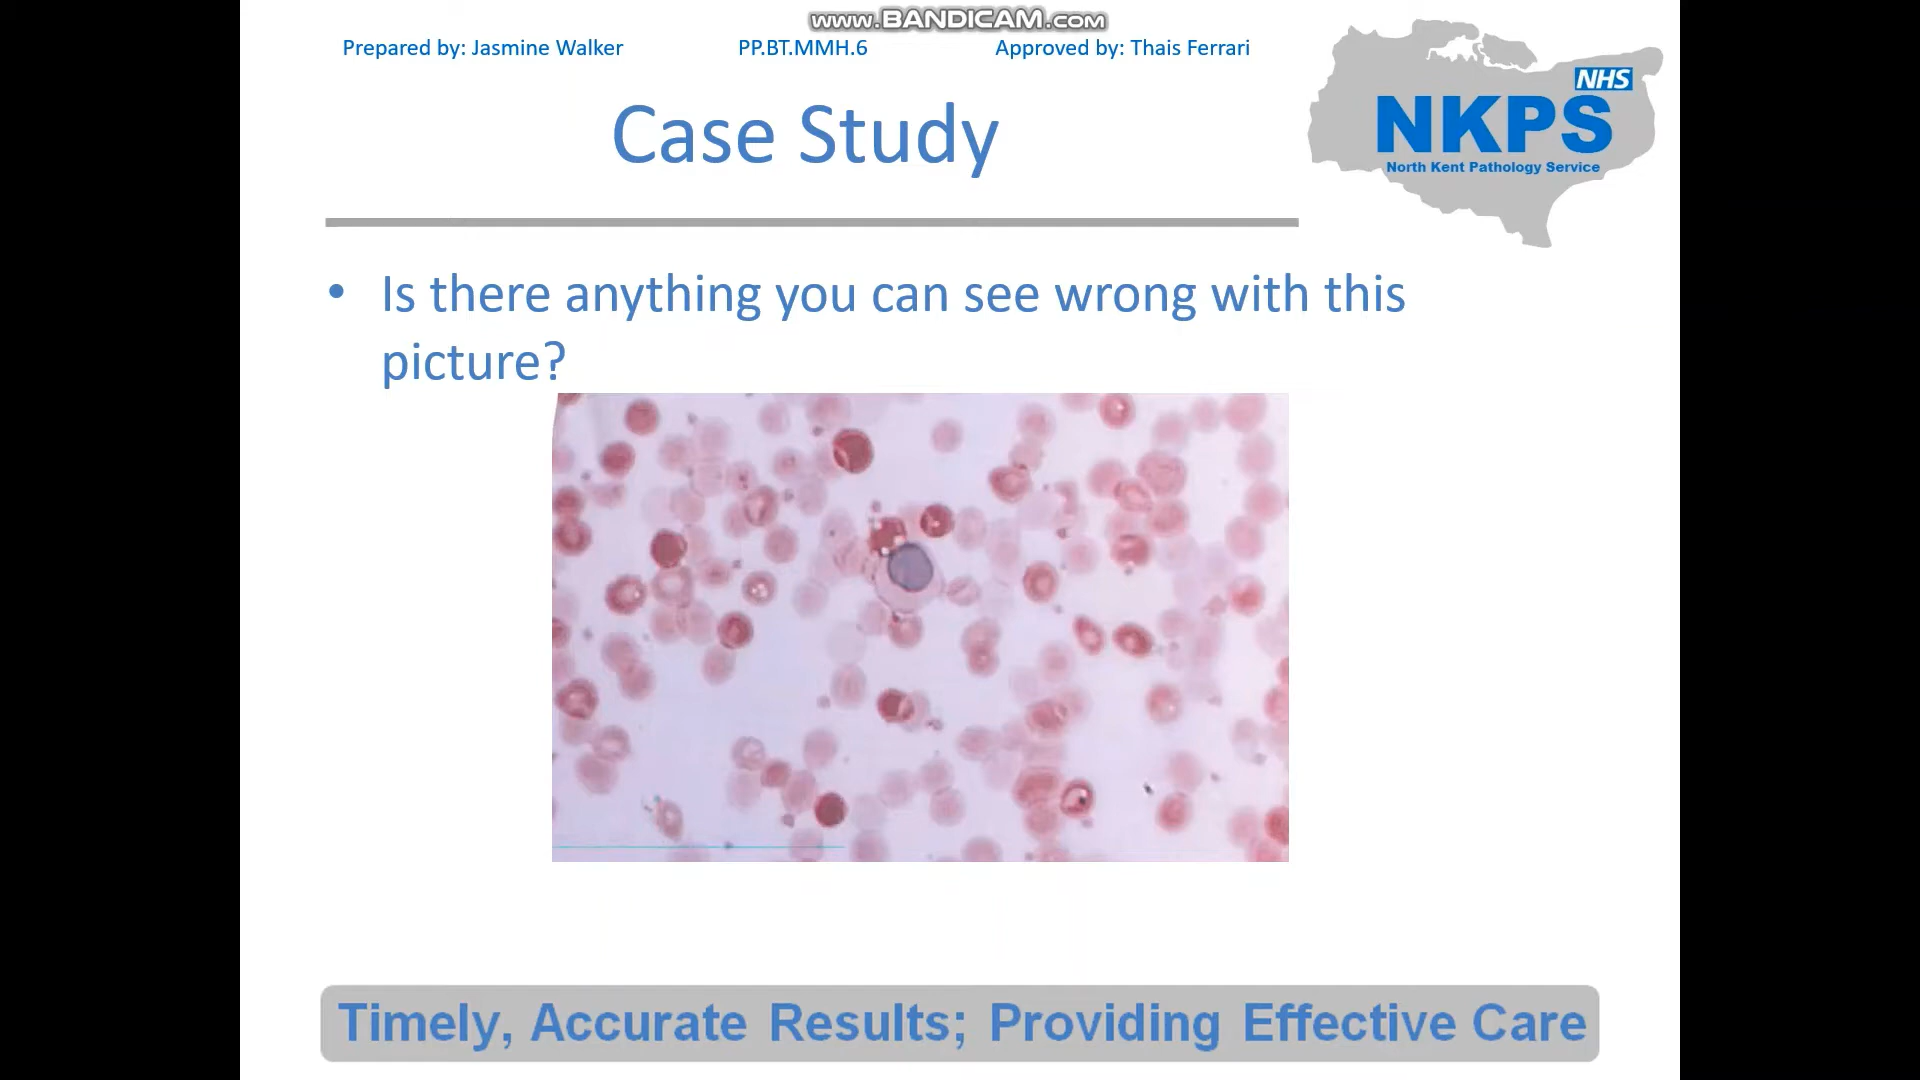 www.BANDICAM.com
Prepared by: Jasmine Walker PP.BT.MMH.6 Approved by: Thais Ferrari
NHS
NKPS
North Kent Pathology Service
Case Study
• Is there anything you can see wrong with this
picture?
Timely, Accurate Results; Providing Effective Care